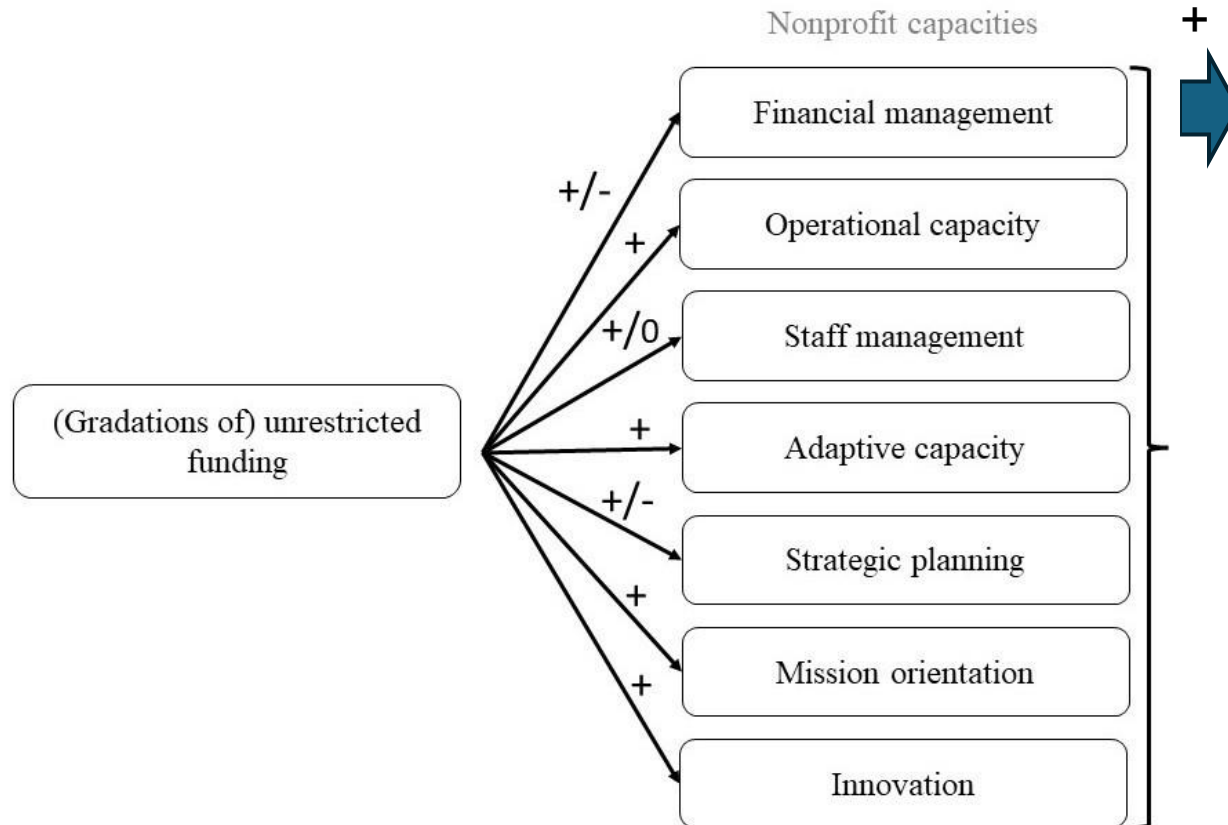 Nonprofit capacities
+
Financial management
+/-
Operational capacity
+
+/0
Staff management
(Gradations of) unrestricted
funding
+
Adaptive capacity
+/-
Strategic planning
+
Mission orientation
+
Innovation